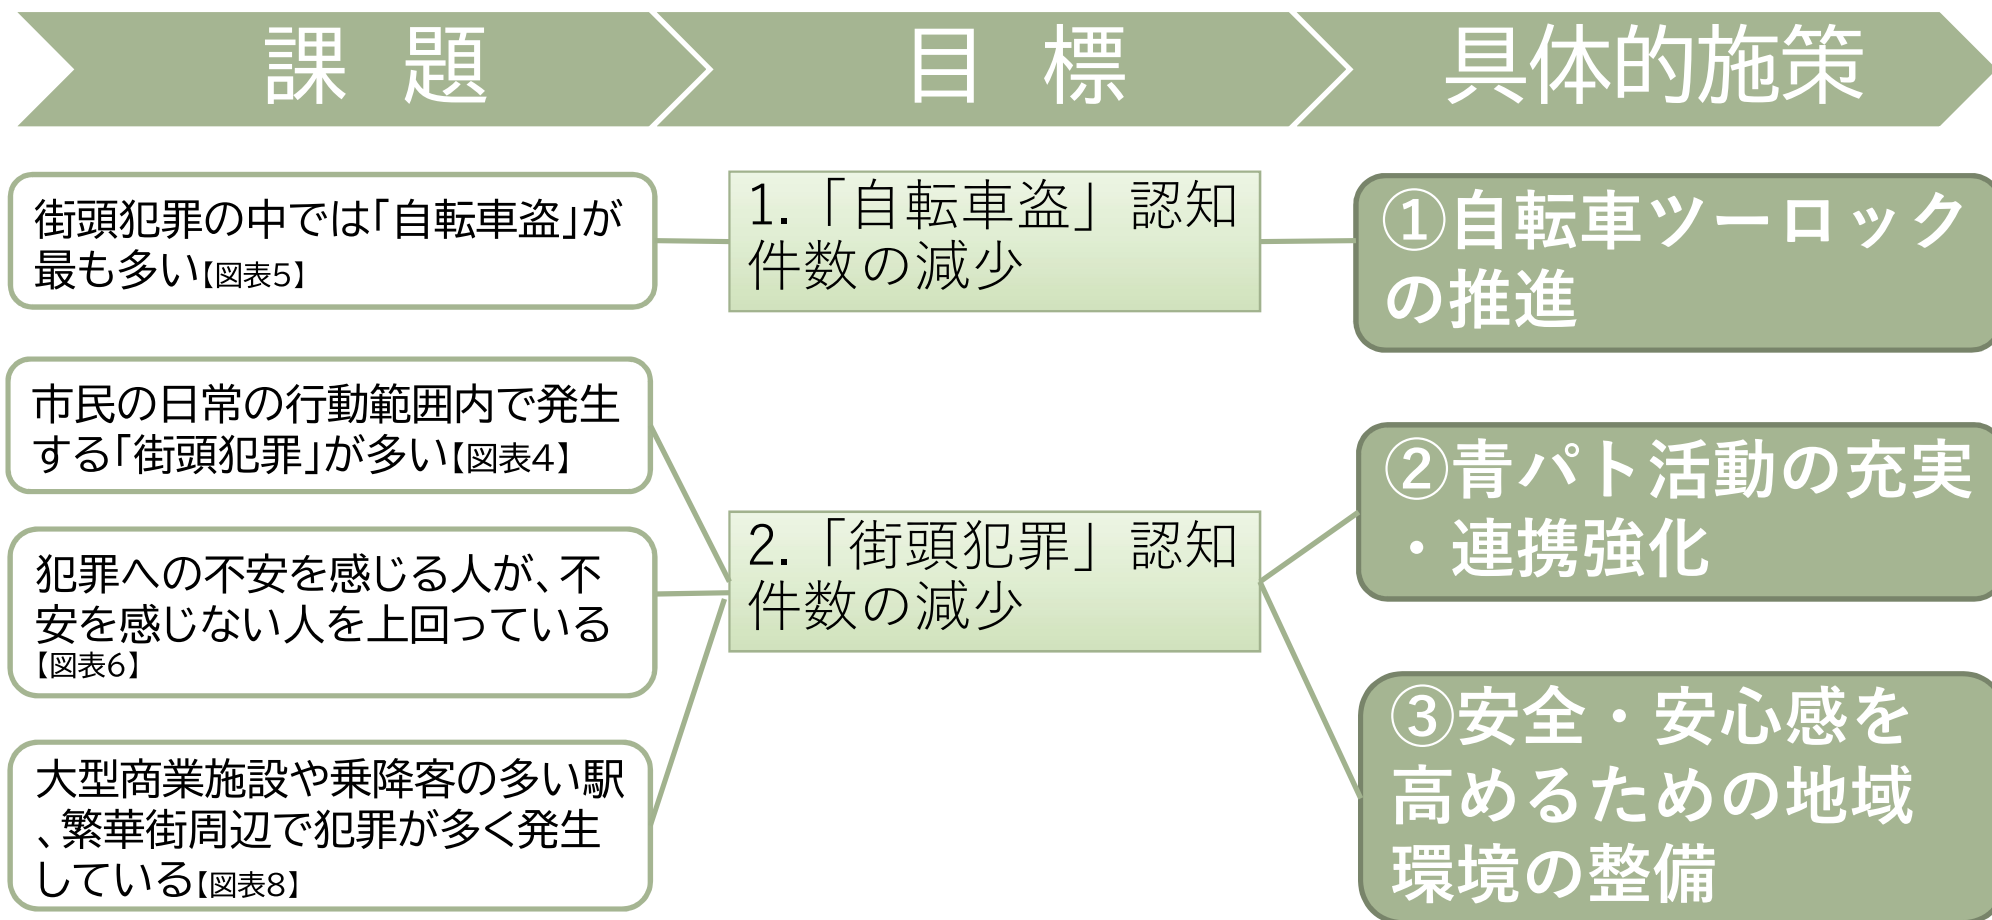 課 題
目 標
具体的施策
街頭犯罪の中では「自転車盗」が
最も多い【図表5】
市民の日常の行動範囲内で発生
する「街頭犯罪」が多い【図表4】
犯罪への不安を感じる人が、不
安を感じない人を上回っている
【図表6】
大型商業施設や乗降客の多い駅
、繁華街周辺で犯罪が多く発生
している【図表8】
1.「自転車盗」認知
件数の減少
2.「街頭犯罪」認知
件数の減少
①自転車ツーロック
の推進
②青パト活動の充実
・連携強化
③安全・安心感を
高めるための地域
環境の整備